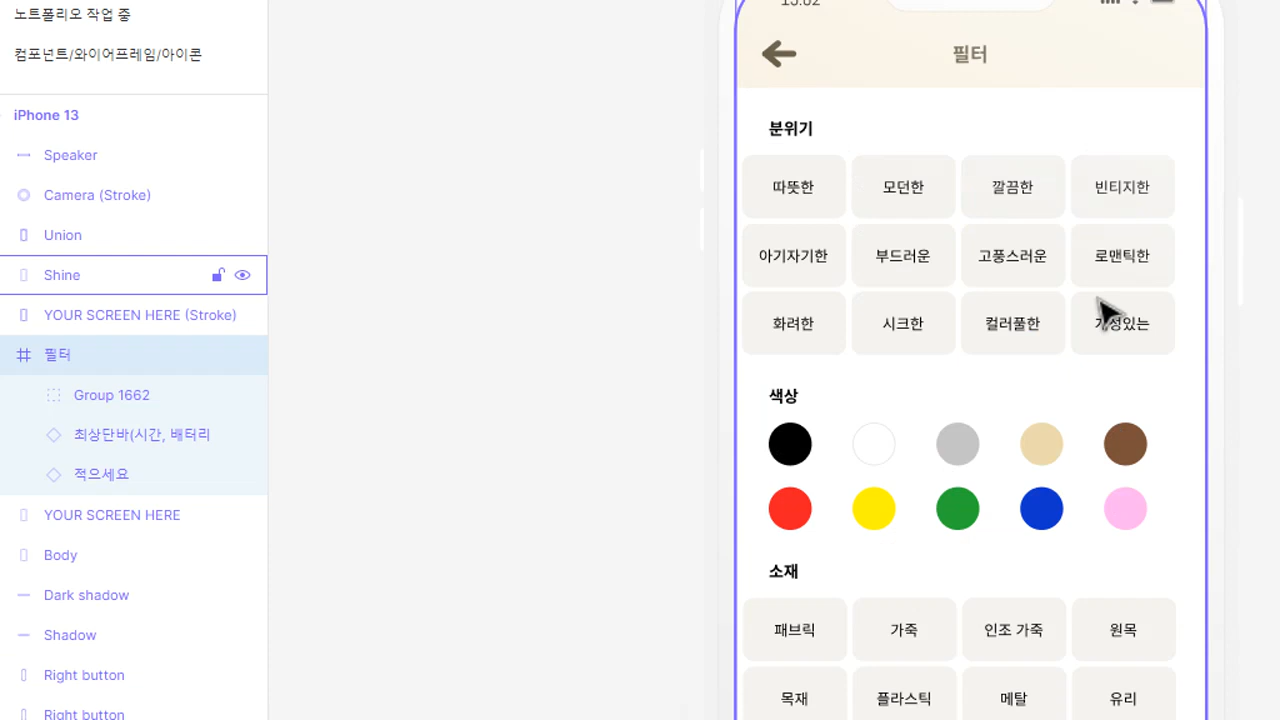 노트폴리오 작업 중
컴포넌트/와이어프레임/아이콘
iPhone 13
Speaker
Camera (Stroke)
Union
Shine
YOUR SCREEN HERE (Stroke)
필터
Group 1662
최상단바(시간, 배터리
적으세요
YOUR SCREEN HERE
Body
Dark shadow
Shadow
Right button
Right button
필터
분위기
따뜻한 모던한 깔끔한 빈티지한
아기자기한 부드러운 고풍스러운 로맨틱한
화려한 시크한 컬러풀한
색상
소재
패브릭 가죽 인조 가죽 원목
목재 플라스틱 메탈 유리